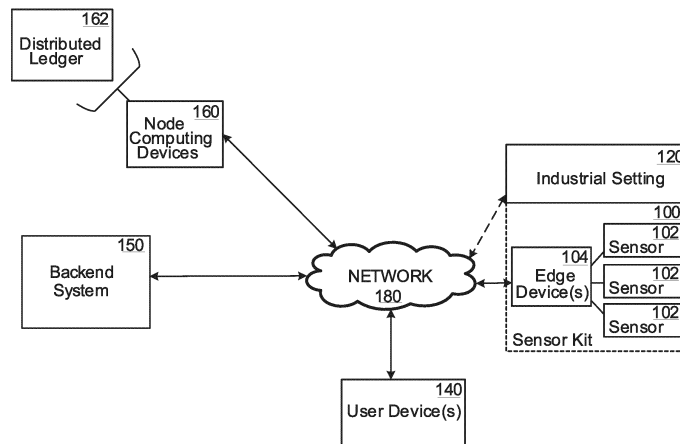 162
Distributed
Ledger
160
Node
Computing
Devices
120
Industrial Setting
100
102
Sensor
150
Backend
System
NETWORK
180
104
Edge
Device(s)
102
Sensor
102
Sensor
Sensor Kit
140
User Device(s)